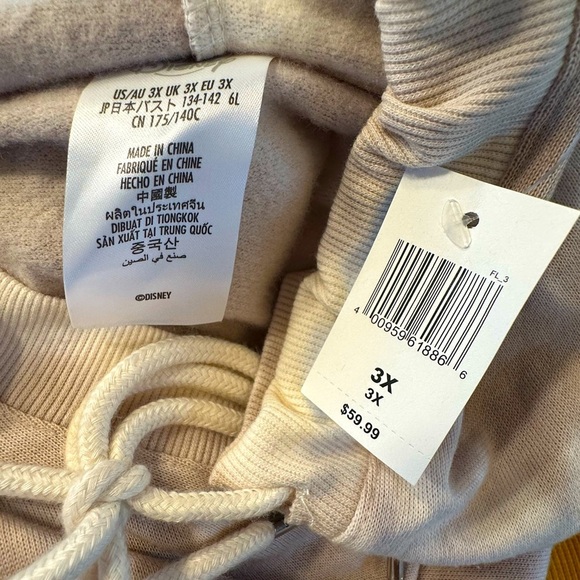 US/AU 3X UK 3X EU 3X
JP日本バスト 134-142 6L
CN 175/140C
MADE IN CHINA
FABRIQUÉ EN CHINE
HECHO EN CHINA
中國製
ผลิตในประเทศจีน
DIBUAT DI TIONGKOK
SẢN XUẤT TẠI TRUNG QUỐC
중국산
صنع في الصين
©DISNEY
FL_3
4 00959 61886 6
3X
3X
$59.99